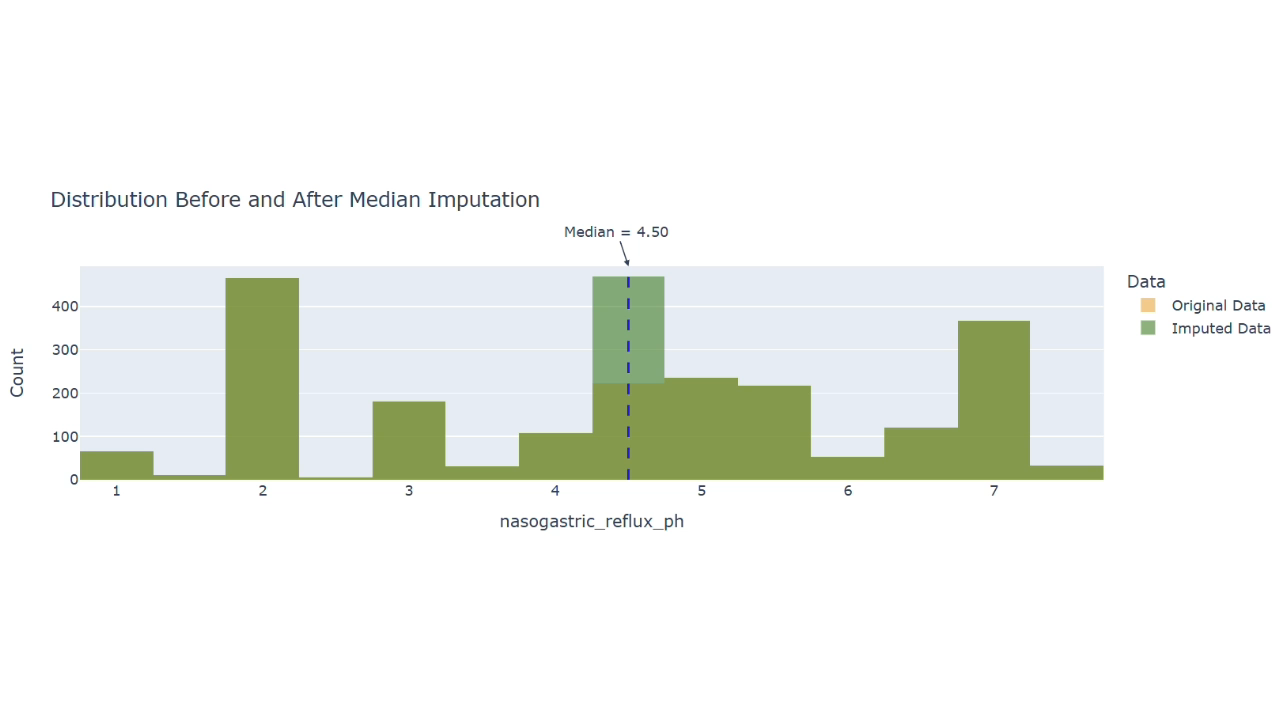 Distribution Before and After Median Imputation
Median = 4.50
Data
Original Data
Imputed Data
Count
400
300
200
100
0
1 2 3 4 5 6 7
nasogastric_reflux_ph